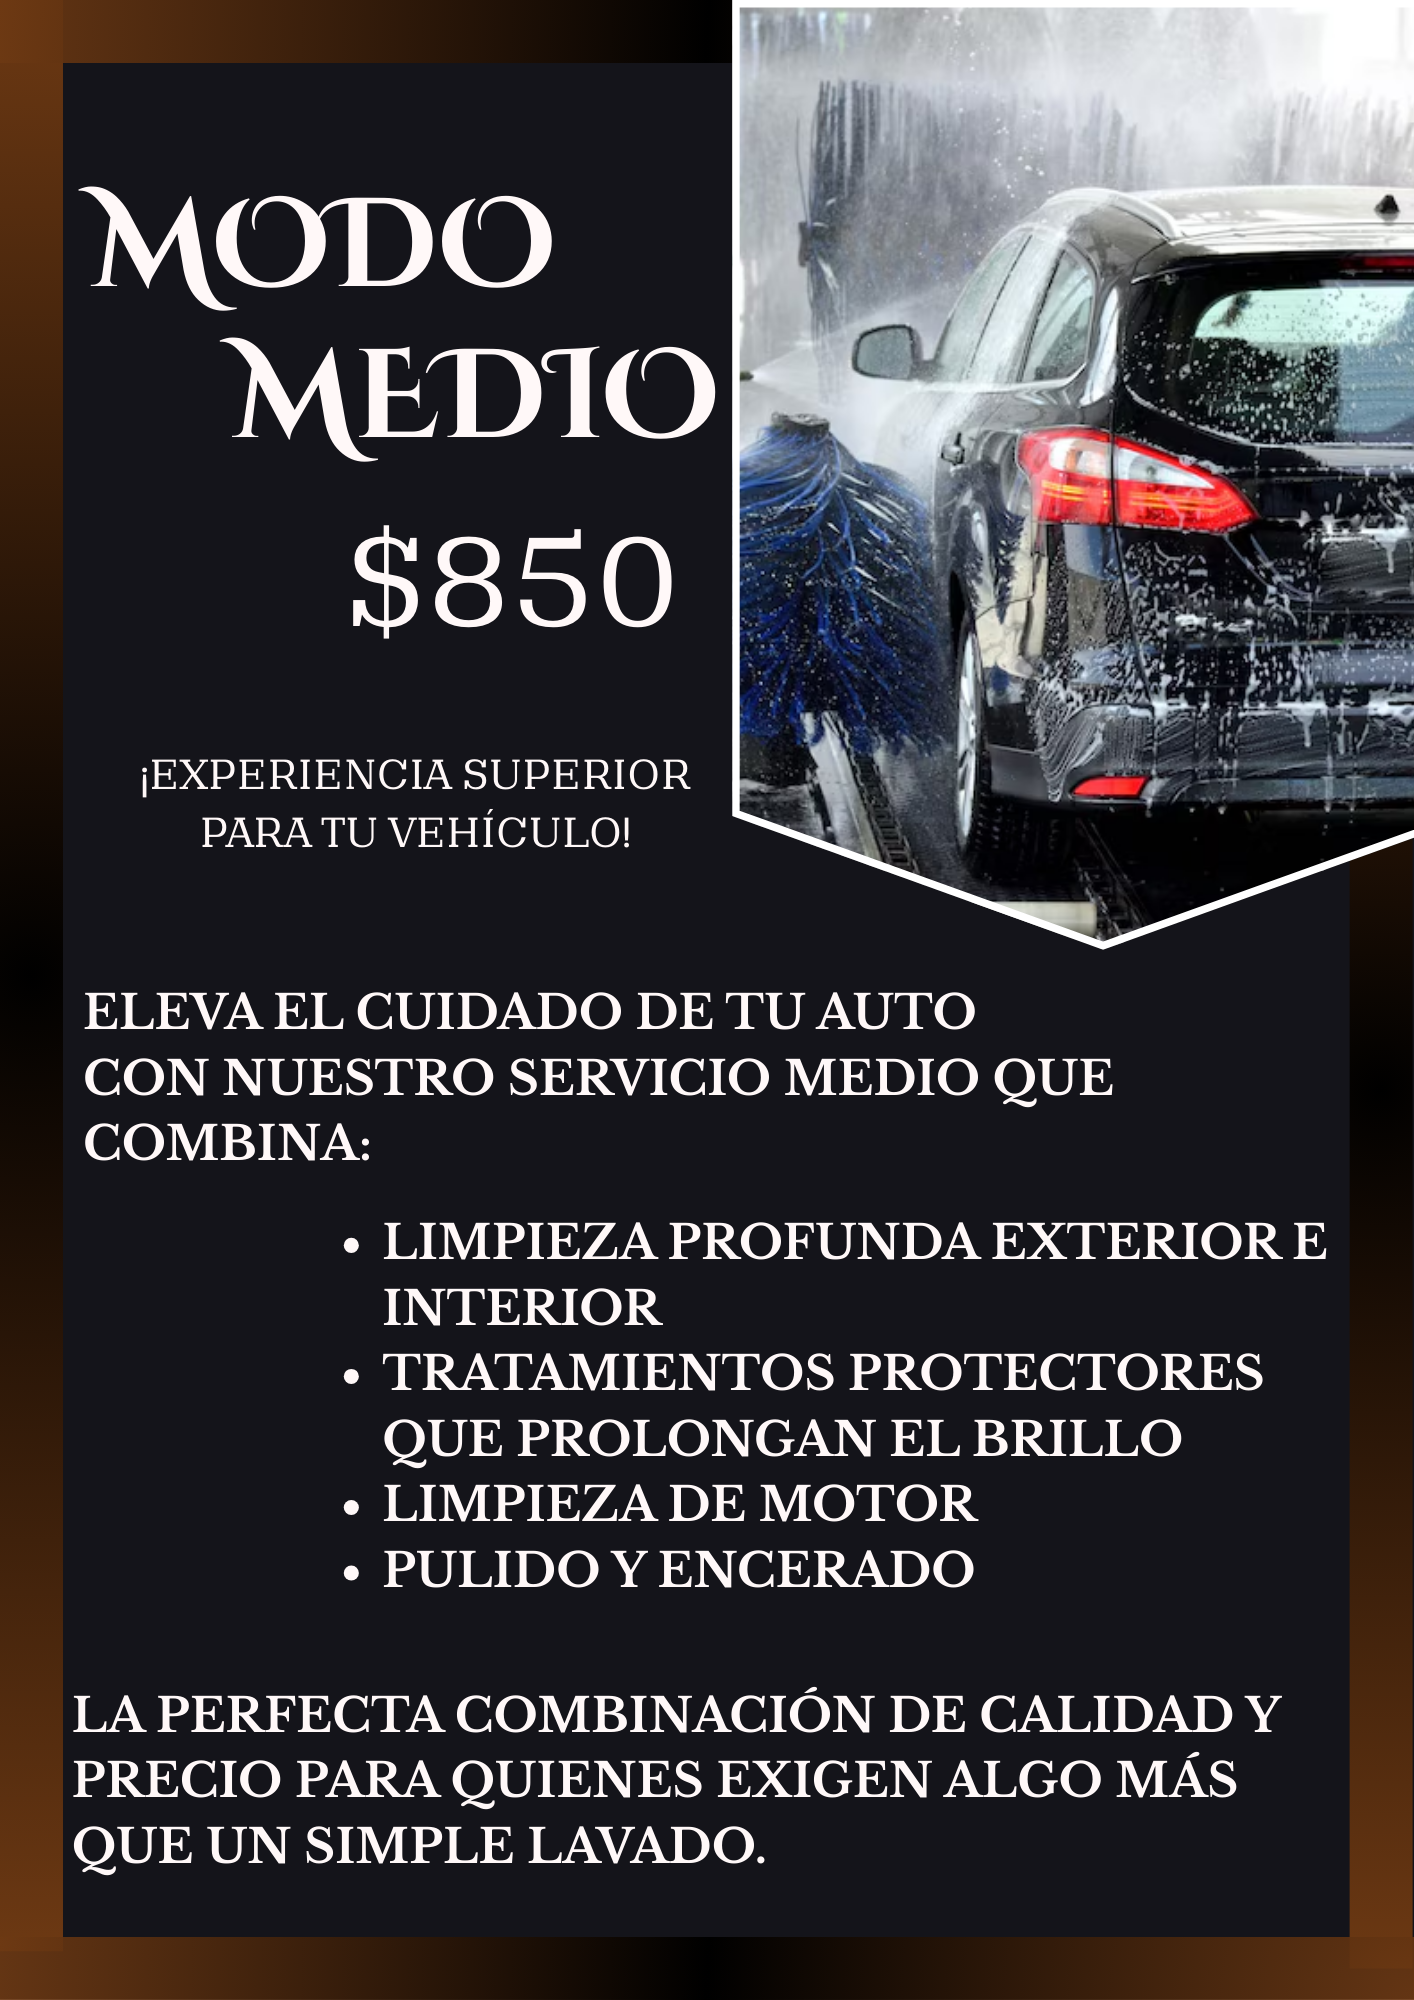 MODO
MEDIO
$850
¡EXPERIENCIA SUPERIOR
PARA TU VEHÍCULO!
ELEVA EL CUIDADO DE TU AUTO
CON NUESTRO SERVICIO MEDIO QUE
COMBINA:
• LIMPIEZA PROFUNDA EXTERIOR E
INTERIOR
• TRATAMIENTOS PROTECTORES
QUE PROLONGAN EL BRILLO
• LIMPIEZA DE MOTOR
• PULIDO Y ENCERADO
LA PERFECTA COMBINACIÓN DE CALIDAD Y
PRECIO PARA QUIENES EXIGEN ALGO MÁS
QUE UN SIMPLE LAVADO.